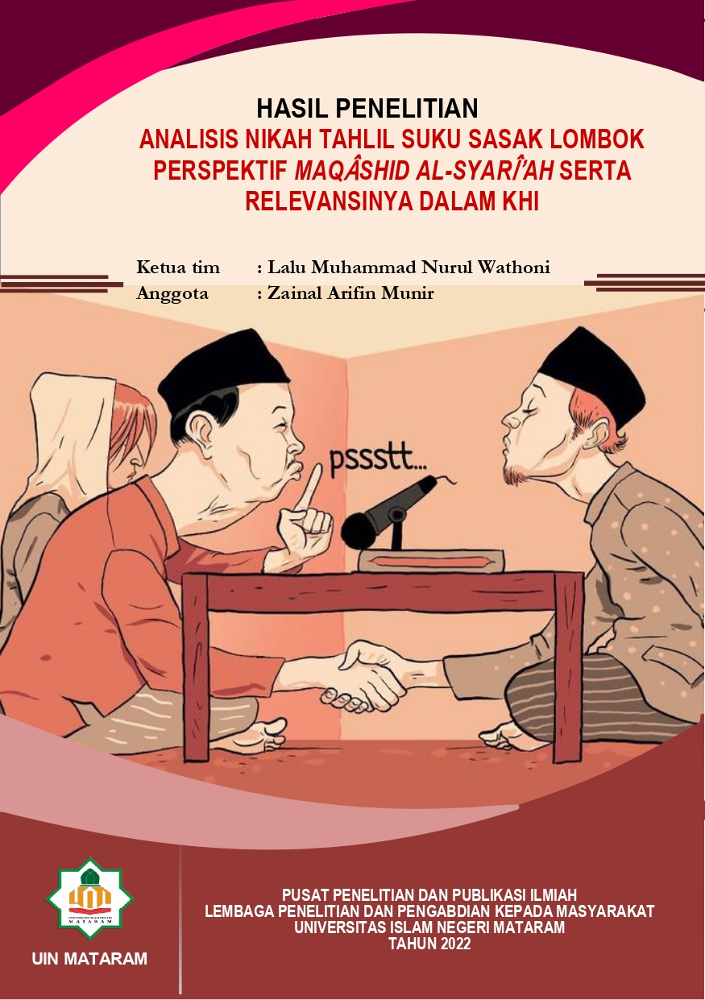 HASIL PENELITIAN
ANALISIS NIKAH TAHLIL SUKU SASAK LOMBOK
PERSPEKTIF MAQÂSHID AL-SYARÎ’AH SERTA
RELEVANSINYA DALAM KHI
Ketua tim : Lalu Muhammad Nurul Wathoni
Anggota : Zainal Arifin Munir
pssstt...
UNIVERSITAS ISLAM NEGERI
MATARAM
UIN MATARAM
PUSAT PENELITIAN DAN PUBLIKASI ILMIAH
LEMBAGA PENELITIAN DAN PENGABDIAN KEPADA MASYARAKAT
UNIVERSITAS ISLAM NEGERI MATARAM
TAHUN 2022